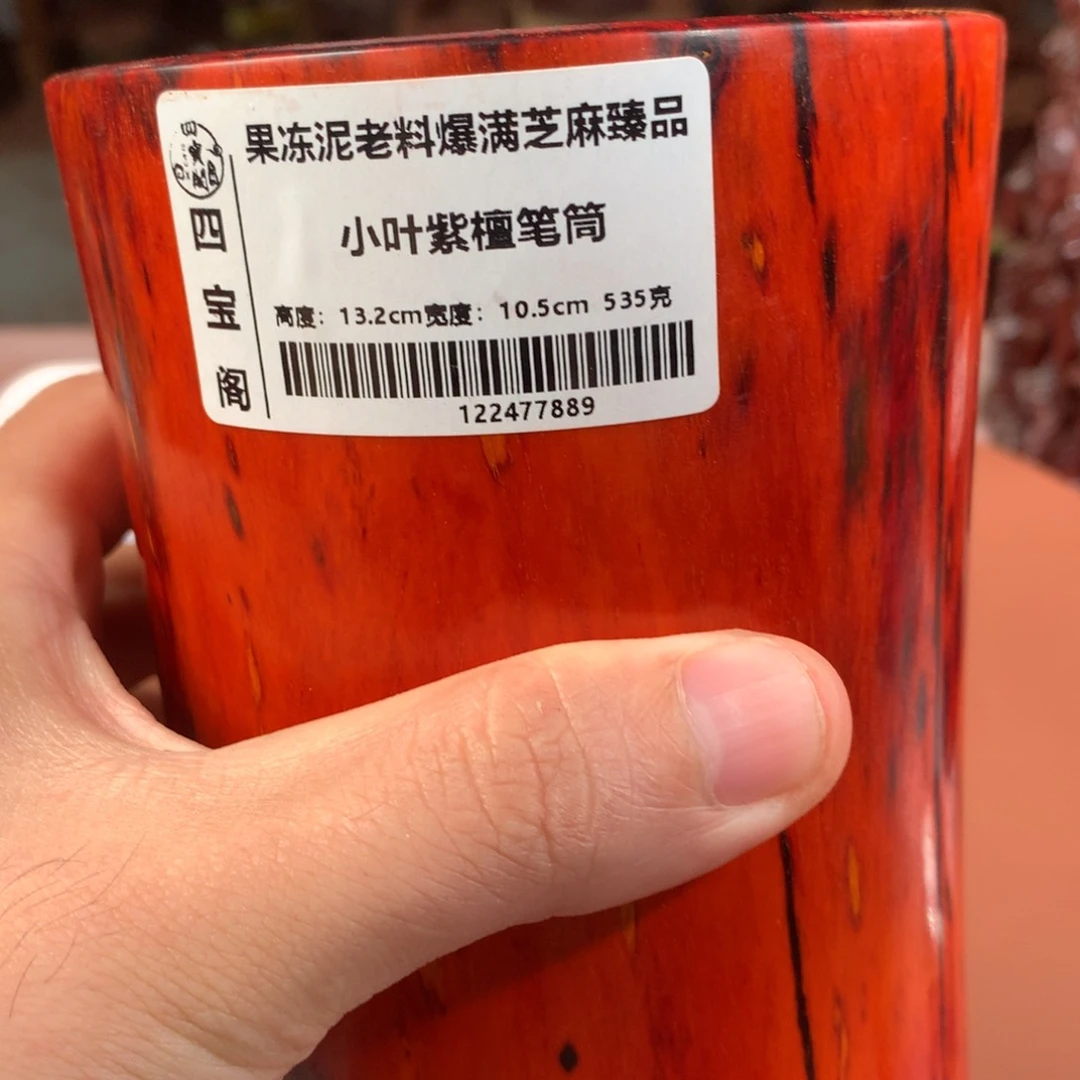 果冻泥老料爆满芝麻臻品
小叶紫檀笔筒
高度：13.2cm宽度：10.5cm 535克
122477889
四宝阁